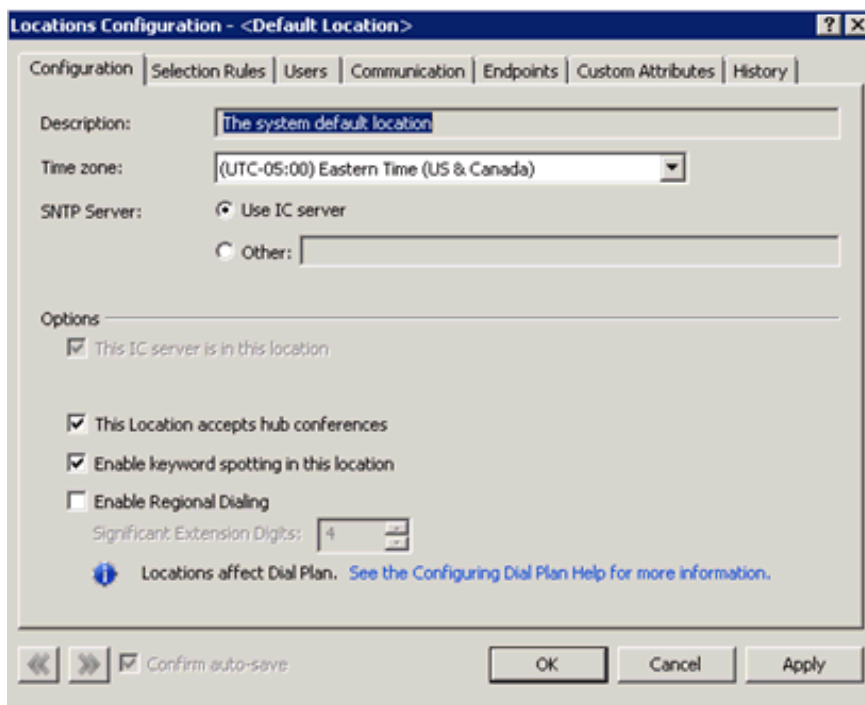 Locations Configuration - <Default Location>
Configuration Selection Rules Users Communication Endpoints Custom Attributes History
Description: The system default location
Time zone: (UTC-05:00) Eastern Time (US & Canada)
SNTP Server: Use IC server
Other:
Options
This IC server is in this location
This Location accepts hub conferences
Enable keyword spotting in this location
Enable Regional Dialing
Significant Extension Digits: 4
Locations affect Dial Plan. See the Configuring Dial Plan Help for more information.
Confirm auto-save OK Cancel Apply